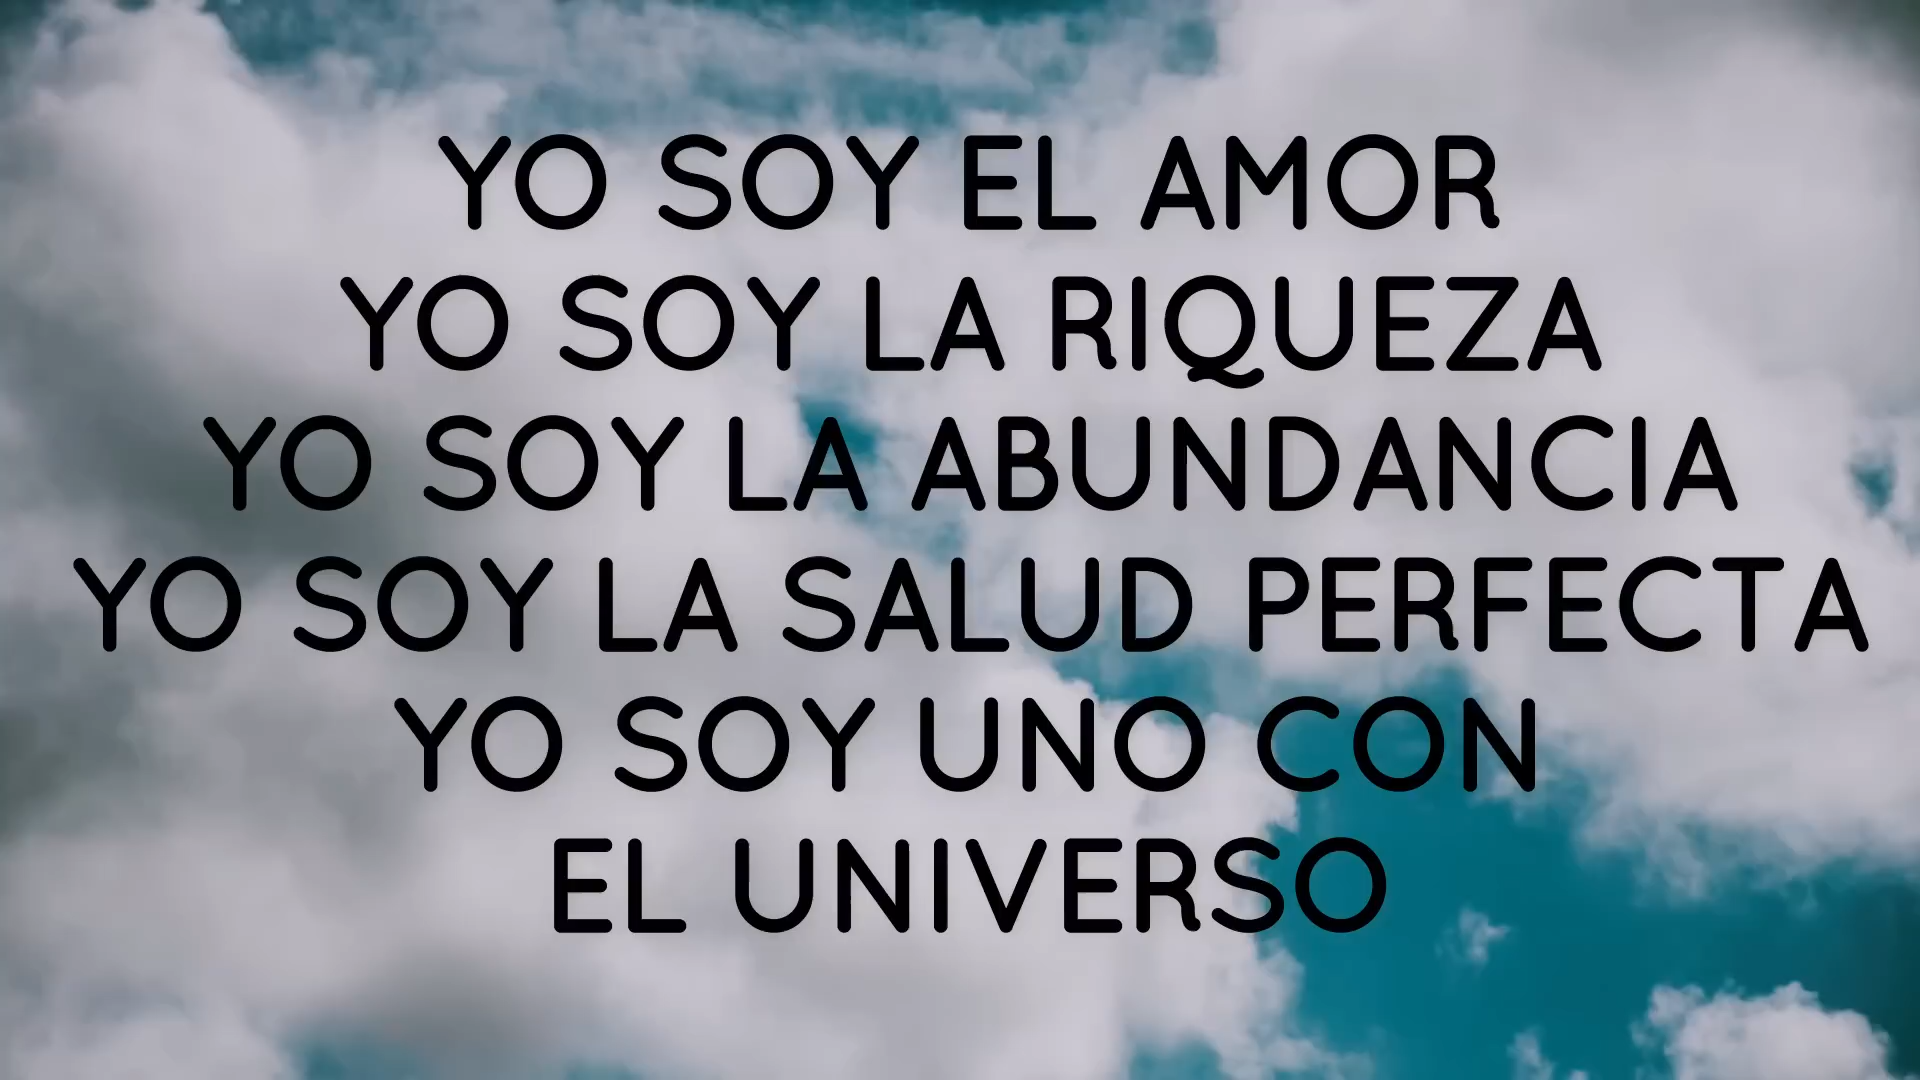 YO SOY EL AMOR
YO SOY LA RIQUEZA
YO SOY LA ABUNDANCIA
YO SOY LA SALUD PERFECTA
YO SOY UNO CON
EL UNIVERSO